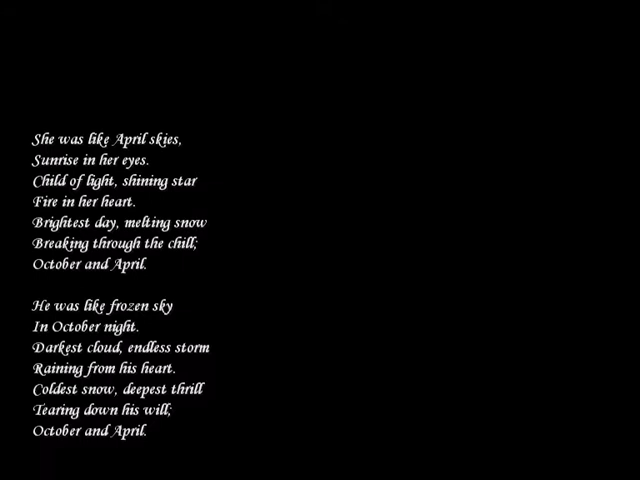 She was like April skies,
Sunrise in her eyes.
Child of light, shining star
Fire in her heart.
Brightest day, melting snow
Breaking through the chill;
October and April.
He was like frozen sky
In October night.
Darkest cloud, endless storm
Raining from his heart.
Coldest snow, deepest thrill
Tearing down his will;
October and April.